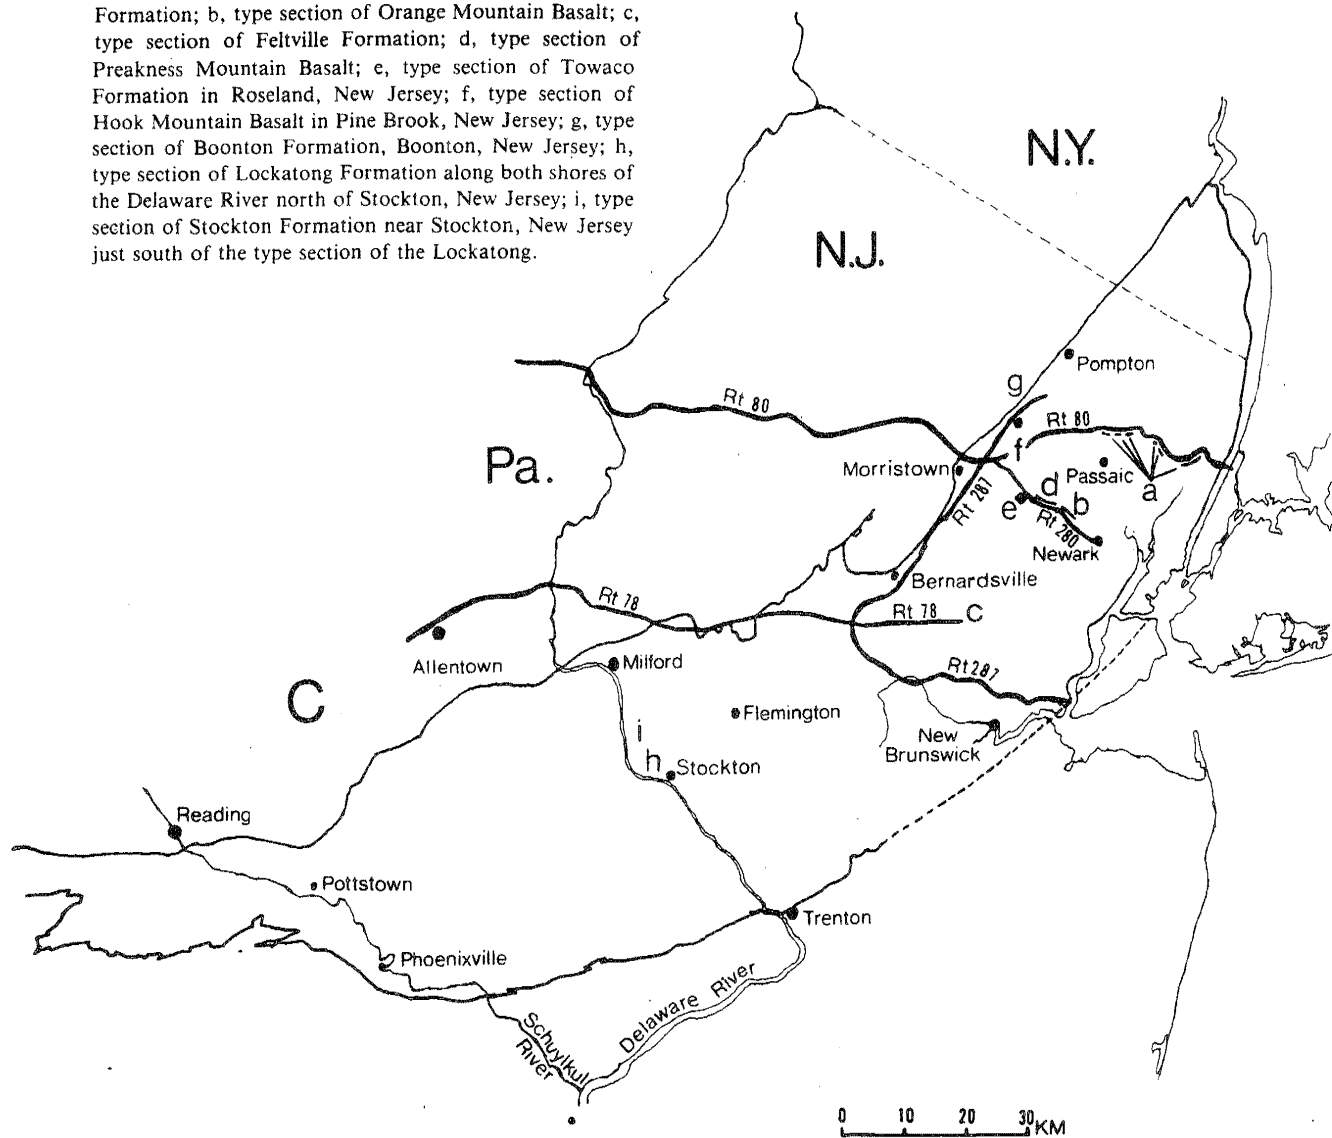 Formation; b, type section of Orange Mountain Basalt; c,
type section of Feltville Formation; d, type section of
Preakness Mountain Basalt; e, type section of Towaco
Formation in Roseland, New Jersey; f, type section of
Hook Mountain Basalt in Pine Brook, New Jersey; g, type
section of Boonton Formation, Boonton, New Jersey; h,
type section of Lockatong Formation along both shores of
the Delaware River north of Stockton, New Jersey; i, type
section of Stockton Formation near Stockton, New Jersey
just south of the type section of the Lockatong.
N.Y.
N.J.
Pompton
g
Rt 80
Rt 80
f
Pa.
Morristown
Passaic
a
Rt 287
d
e
b
Rt 280
Newark
Bernardsville
Rt 78
Rt 78
C
Allentown
Milford
Rt 287
C
Flemington
i
New
Brunswick
h
Stockton
Reading
Pottstown
Trenton
Phoenixville
Delaware River
Schuylkull
River
0 10 20 30 KM